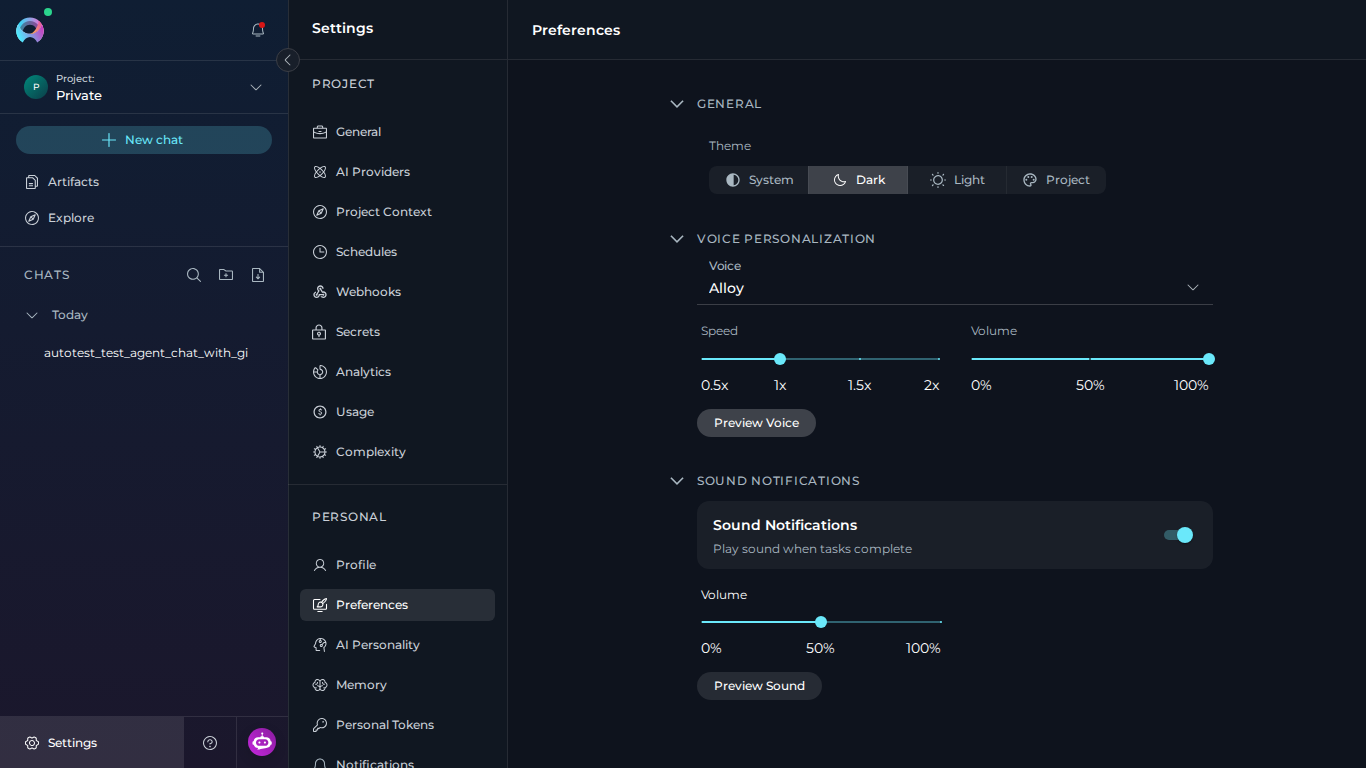 Project:
P
Private
New chat
Artifacts
Explore
CHATS
Today
autotest_test_agent_chat_with_gi
Settings
Settings
PROJECT
General
AI Providers
Project Context
Schedules
Webhooks
Secrets
Analytics
Usage
Complexity
PERSONAL
Profile
Preferences
AI Personality
Memory
Personal Tokens
Notifications
Preferences
GENERAL
Theme
System Dark Light Project
VOICE PERSONALIZATION
Voice
Alloy
Speed Volume
0.5x 1x 1.5x 2x 0% 50% 100%
Preview Voice
SOUND NOTIFICATIONS
Sound Notifications
Play sound when tasks complete
Volume
0% 50% 100%
Preview Sound